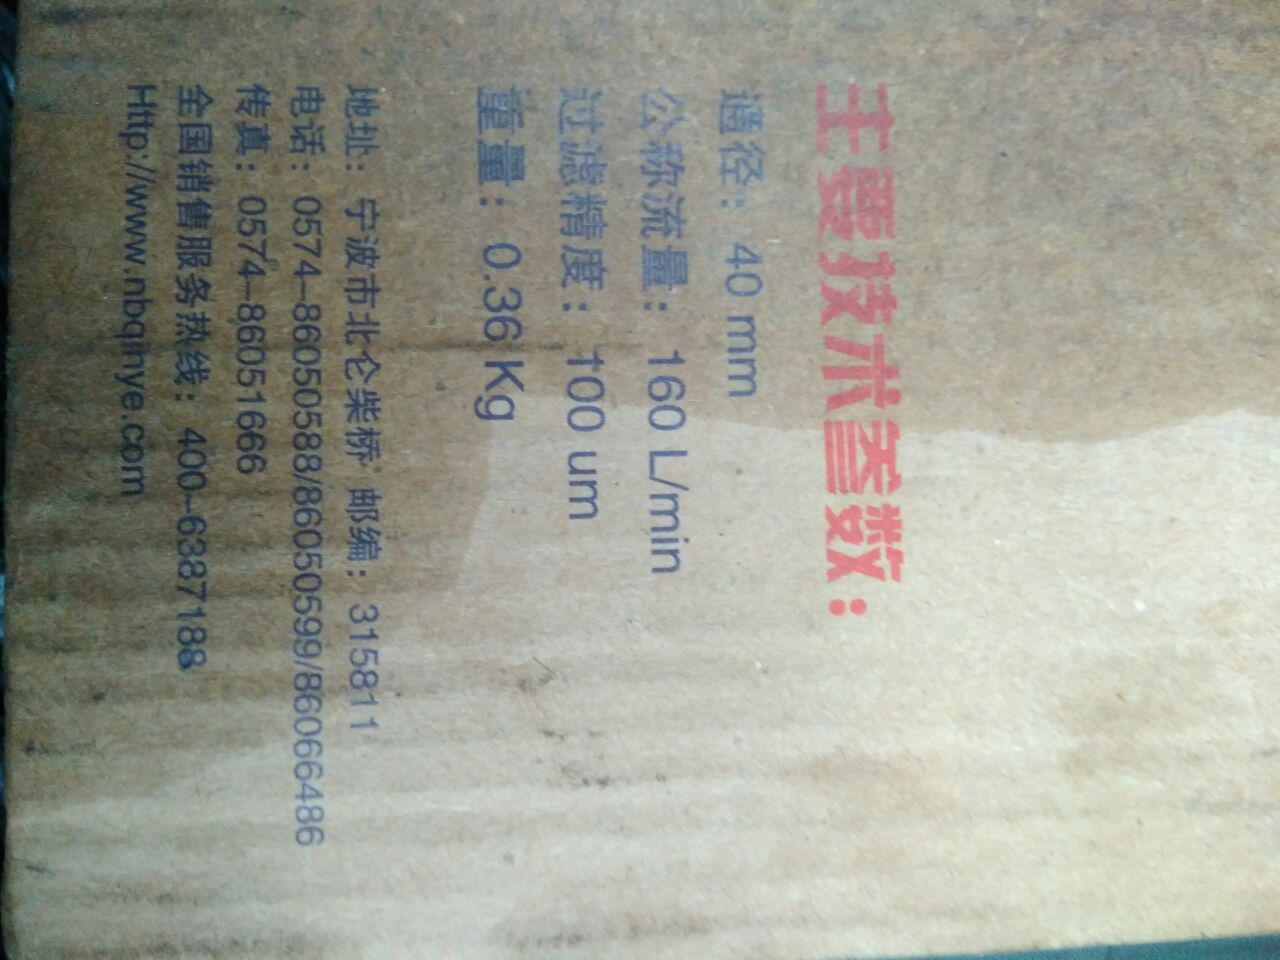 主要技术参数：
通径：40 mm
公称流量：160 L/min
过滤精度：100 um
重量：0.36 Kg
地址：宁波市北仑柴桥 邮编：315811
电话：0574-86050588/86050599/86066486
传真：0574-86051666
全国销售服务热线：400-6387188
Http://www.nbqinye.com